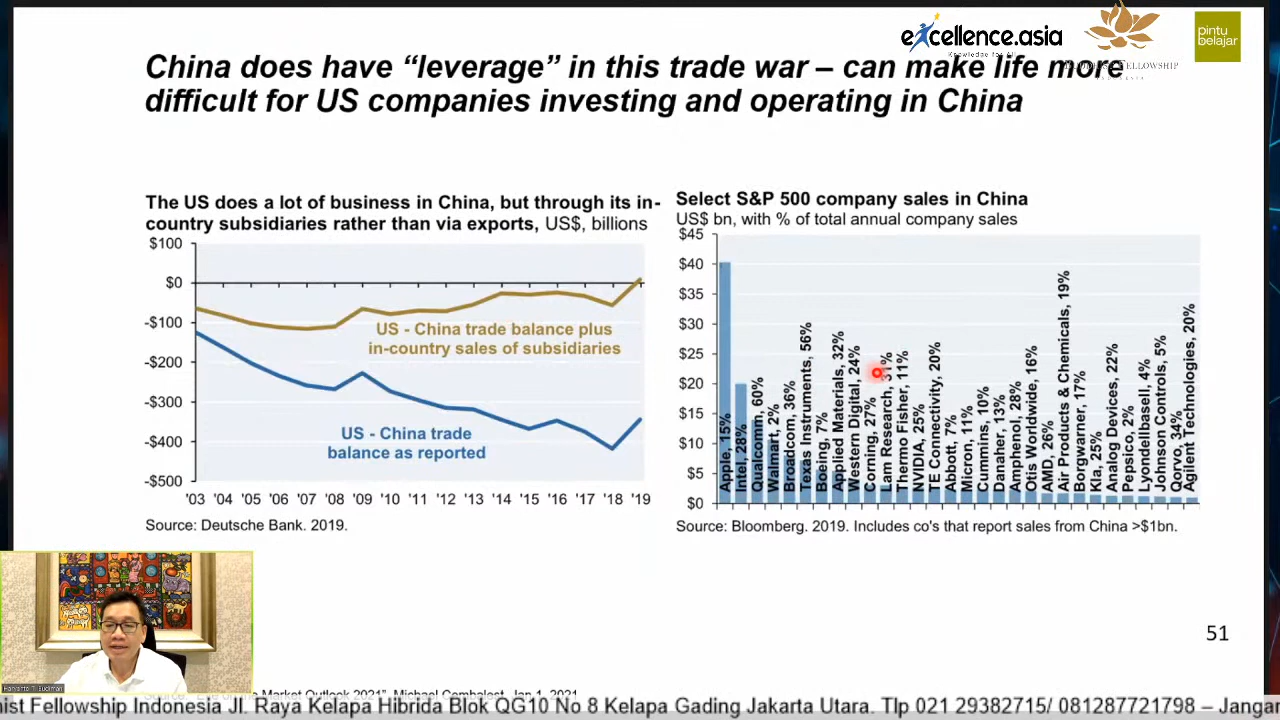 excellence.asia
Knowledge for All
pintu
belajar
China does have “leverage” in this trade war – can make life more
difficult for US companies investing and operating in China
The US does a lot of business in China, but through its in-
country subsidiaries rather than via exports, US$, billions
$100
$0
-$100
-$200
-$300
-$400
-$500
US - China trade balance plus
in-country sales of subsidiaries
US - China trade
balance as reported
'03 '04 '05 '06 '07 '08 '09 '10 '11 '12 '13 '14 '15 '16 '17 '18 '19
Source: Deutsche Bank. 2019.
Select S&P 500 company sales in China
US$ bn, with % of total annual company sales
$45
$40
$35
$30
$25
$20
$15
$10
$5
$0
Apple, 15%
Intel, 28%
Qualcomm, 60%
Walmart, 2%
Broadcom, 36%
Texas Instruments, 56%
Boeing, 7%
Applied Materials, 32%
Western Digital, 24%
Corning, 27%
Lam Research, 31%
Thermo Fisher, 11%
NVIDIA, 25%
TE Connectivity, 20%
Abbott, 7%
Micron, 11%
Cummins, 10%
Danaher, 13%
Amphenol, 28%
Otis Worldwide, 16%
AMD, 26%
Air Products & Chemicals, 19%
Borgwarner, 17%
Kla, 25%
Analog Devices, 22%
Pepsico, 2%
Lyondellbasell, 4%
Johnson Controls, 5%
Qorvo, 34%
Agilent Technologies, 20%
Source: Bloomberg. 2019. Includes co's that report sales from China >$1bn.
51
Market Outlook 2021”, Michael Cembalest, Jan 1, 2021
ist Fellowship Indonesia Jl. Raya Kelapa Hibrida Blok QG10 No 8 Kelapa Gading Jakarta Utara. Tlp 021 29382715/ 081287721798 – Jangan